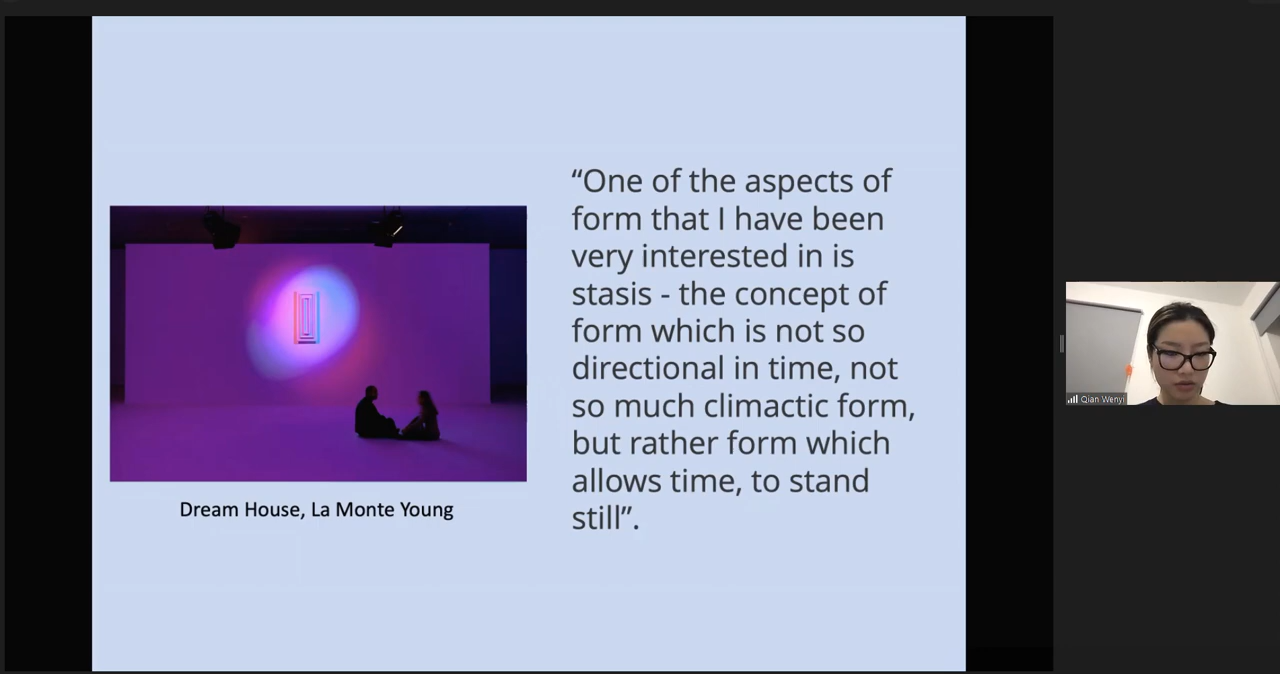 “One of the aspects of
form that I have been
very interested in is
stasis - the concept of
form which is not so
directional in time, not
so much climactic form,
but rather form which
allows time, to stand
still”.
Dream House, La Monte Young
Qian Wenyi